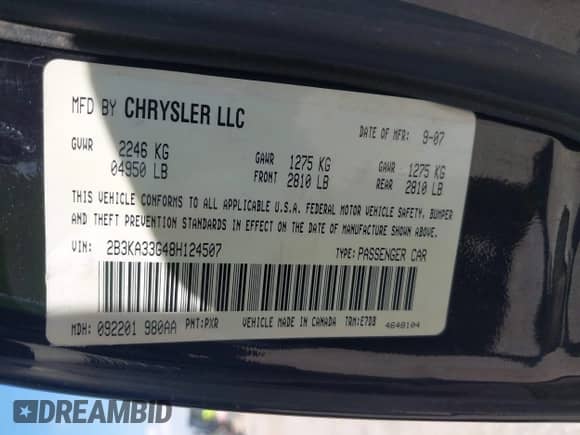 MFD BY CHRYSLER LLC
DATE OF MFR: 9-07
GVWR 2246 KG GAWR 1275 KG GAWR 1275 KG
04950 LB FRONT 2810 LB REAR 2810 LB
THIS VEHICLE CONFORMS TO ALL APPLICABLE U.S.A. FEDERAL MOTOR VEHICLE SAFETY, BUMPER
AND THEFT PREVENTION STANDARDS IN EFFECT ON THE DATE OF MANUFACTURE SHOWN ABOVE.
VIN: 2B3KA33G48H124507 TYPE: PASSENGER CAR
MDH: 092201 980AA PNT: PXR VEHICLE MADE IN CANADA TRM: E7DB 4648104
DREAMBID